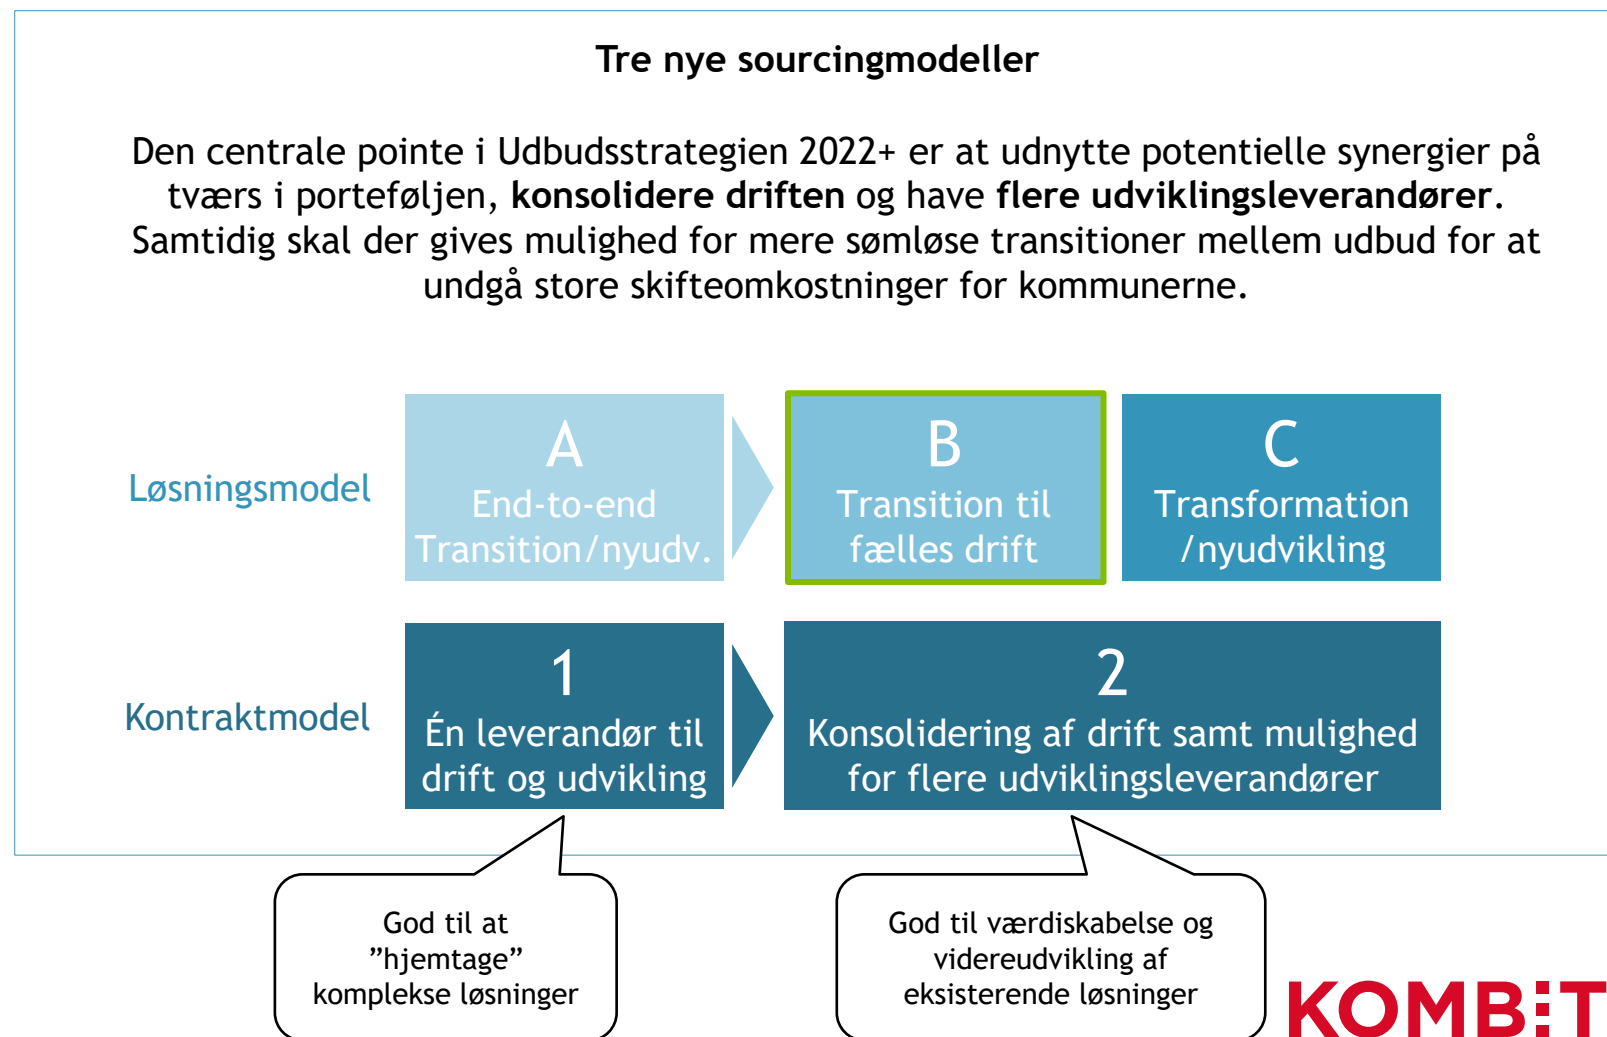 Tre nye sourcingmodeller
Den centrale pointe i Udbudsstrategien 2022+ er at udnytte potentielle synergier på
tværs i porteføljen, konsolidere driften og have flere udviklingsleverandører.
Samtidig skal der gives mulighed for mere sømløse transitioner mellem udbud for at
undgå store skifteomkostninger for kommunerne.
Løsningsmodel
A
End-to-end
Transition/nyudv.
B
Transition til
fælles drift
C
Transformation
/nyudvikling
Kontraktmodel
1
Én leverandør til
drift og udvikling
2
Konsolidering af drift samt mulighed
for flere udviklingsleverandører
God til at
”hjemtage”
komplekse løsninger
God til værdiskabelse og
videreudvikling af
eksisterende løsninger
KOMBIT